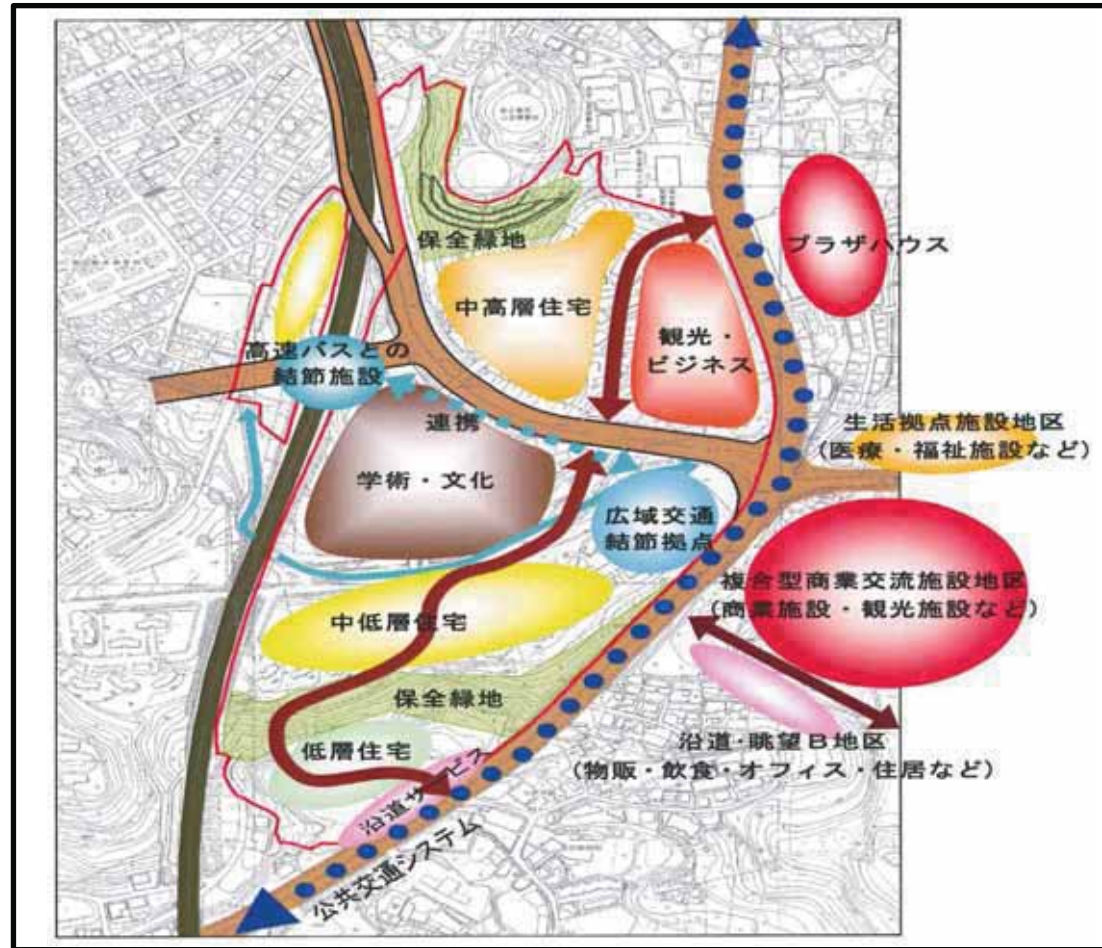 保全緑地
プラザハウス
中高層住宅
観光・
ビジネス
高速バスとの
結節施設
連携
生活拠点施設地区
(医療・福祉施設など)
学術・文化
広域交通
結節拠点
複合型商業交流施設地区
(商業施設・観光施設など)
中低層住宅
保全緑地
沿道・眺望B地区
(物販・飲食・オフィス・住居など)
低層住宅
沿道サービス
公共交通システム